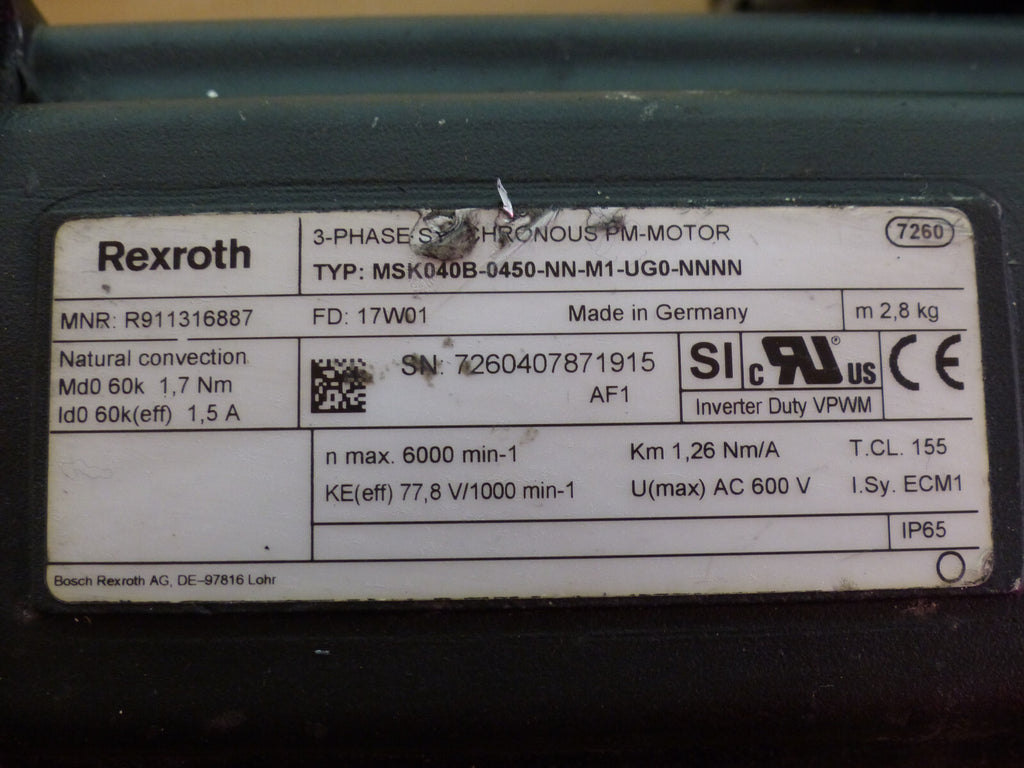 Rexroth
3-PHASE SYNCHRONOUS PM-MOTOR
7260
TYP: MSK040B-0450-NN-M1-UG0-NNNN
MNR: R911316887
FD: 17W01
Made in Germany
m 2,8 kg
Natural convection
Md0 60k 1,7 Nm
Id0 60k(eff) 1,5 A
SN: 7260407871915
AF1
SI
c RU® US
Inverter Duty VPWM
CE
n max. 6000 min-1
Km 1,26 Nm/A
T.CL. 155
KE(eff) 77,8 V/1000 min-1
U(max) AC 600 V
I.Sy. ECM1
IP65
Bosch Rexroth AG, DE-97816 Lohr